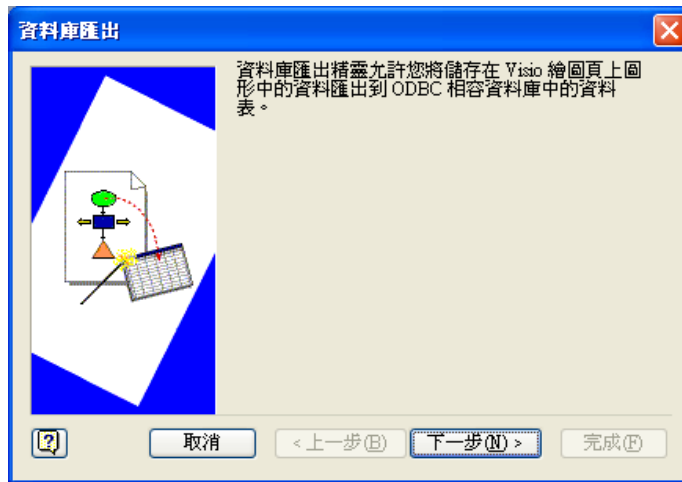 資料庫匯出
資料庫匯出精靈允許您將儲存在 Visio 繪圖頁上圖
形中的資料匯出到 ODBC 相容資料庫中的資料
表。
取消 <上一步(B) 下一步(N) > 完成(F)